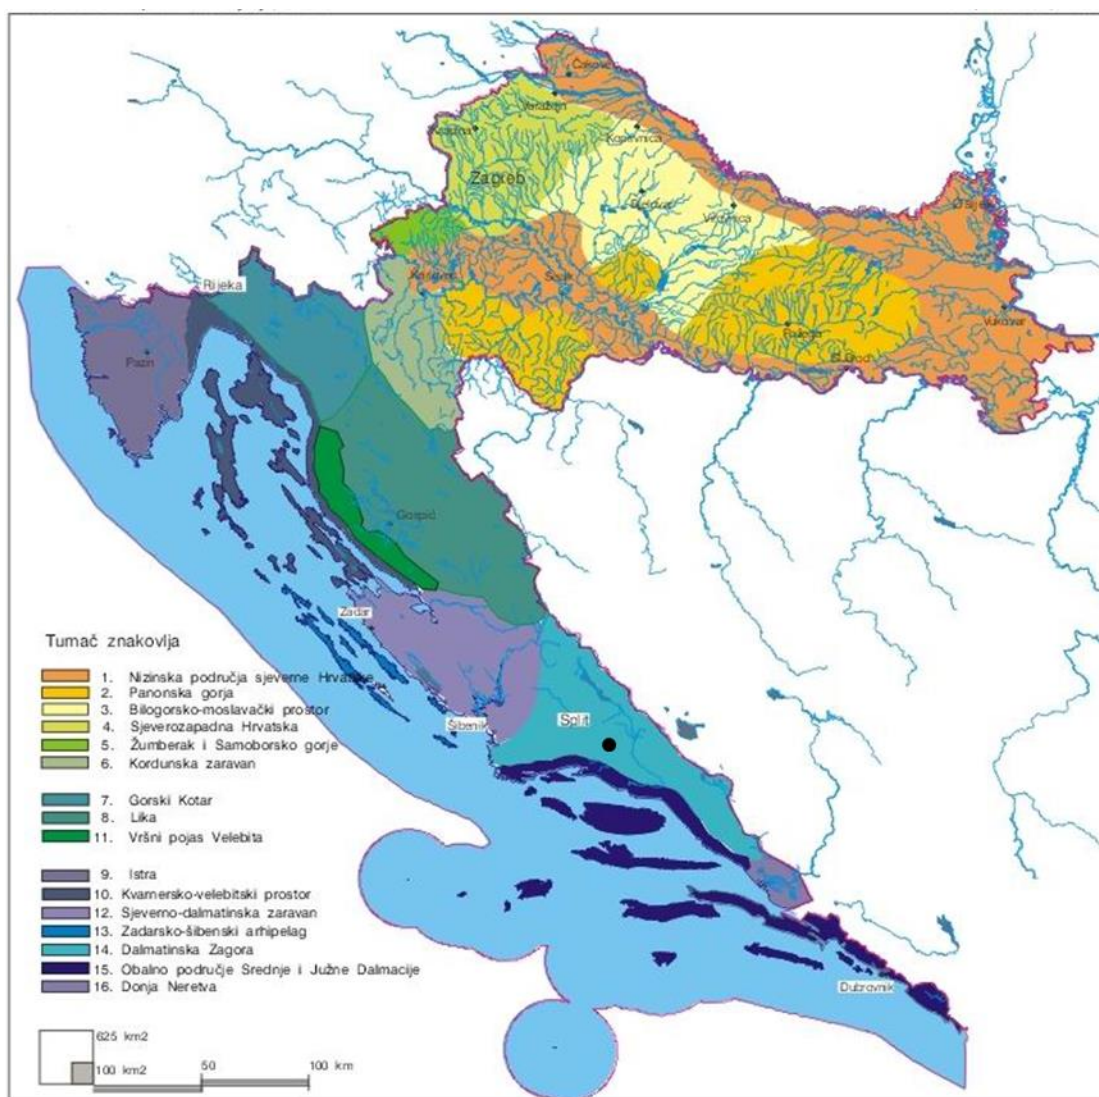 Čakovec
Varaždin
Krapina
Koprivnica
Zagreb
Bjelovar
Virovitica
Osijek
Karlovac
Sisak
Rijeka
Požega
Sl.Brod
Vukovar
Pazin
Gospić
Zadar
Šibenik
Split
Dubrovnik
Tumač znakovlja
1. Nizinska područja sjeverne Hrvatske
2. Panonska gorja
3. Bilogorsko-moslavački prostor
4. Sjeverozapadna Hrvatska
5. Žumberak i Samoborsko gorje
6. Kordunska zaravan
7. Gorski Kotar
8. Lika
11. Vršni pojas Velebita
9. Istra
10. Kvarnersko-velebitski prostor
12. Sjeverno-dalmatinska zaravan
13. Zadarsko-šibenski arhipelag
14. Dalmatinska Zagora
15. Obalno područje Srednje i Južne Dalmacije
16. Donja Neretva
625 km2
100 km2
50
100 km